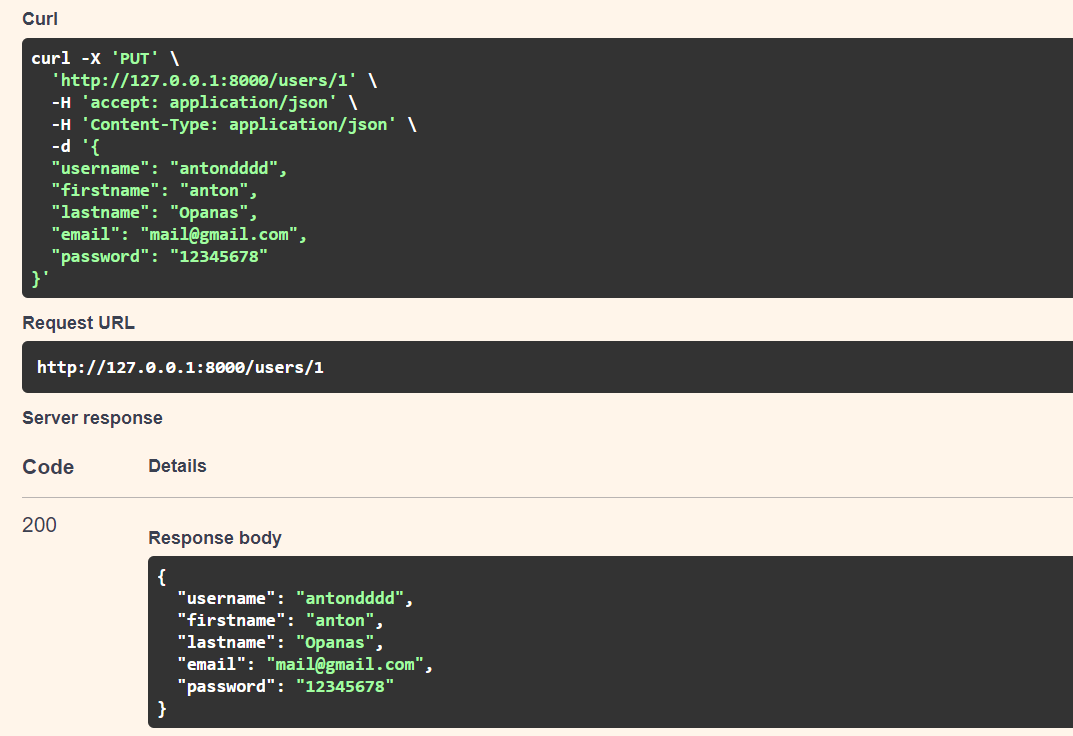 Curl
curl -X 'PUT' \
  'http://127.0.0.1:8000/users/1' \
  -H 'accept: application/json' \
  -H 'Content-Type: application/json' \
  -d '{
  "username": "antondddd",
  "firstname": "anton",
  "lastname": "Opanas",
  "email": "mail@gmail.com",
  "password": "12345678"
}'
Request URL
http://127.0.0.1:8000/users/1
Server response
Code Details
200
Response body
{
  "username": "antondddd",
  "firstname": "anton",
  "lastname": "Opanas",
  "email": "mail@gmail.com",
  "password": "12345678"
}